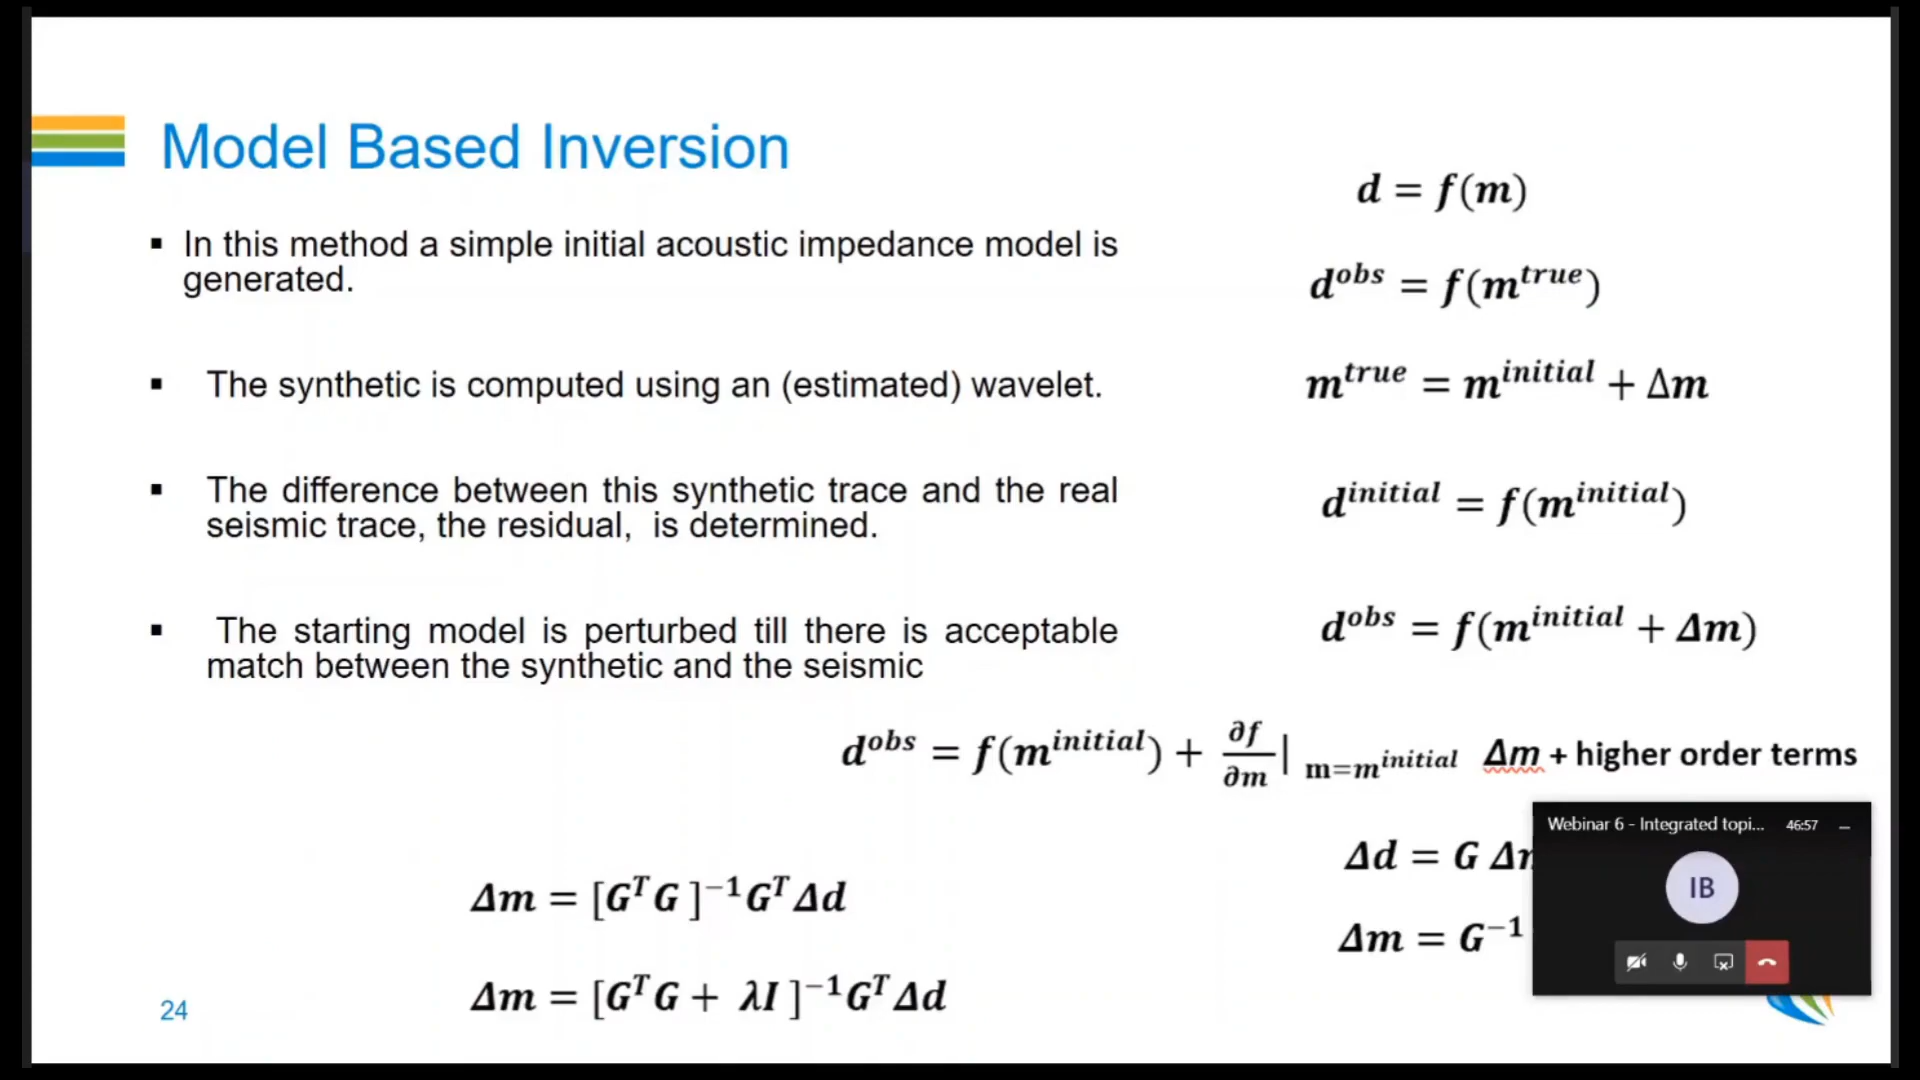 Model Based Inversion
▪ In this method a simple initial acoustic impedance model is
generated.
▪ The synthetic is computed using an (estimated) wavelet.
▪ The difference between this synthetic trace and the real
seismic trace, the residual, is determined.
▪ The starting model is perturbed till there is acceptable
match between the synthetic and the seismic
d = f(m)
d^{obs} = f(m^{true})
m^{true} = m^{initial} + Δm
d^{initial} = f(m^{initial})
d^{obs} = f(m^{initial} + Δm)
d^{obs} = f(m^{initial}) + ∂f/∂m | _{m=m^{initial}} Δm + higher order terms
Δd = G
Δm = G^{-1}
Δm = [G^T G ]^{-1} G^T Δd
Δm = [G^T G + λI ]^{-1} G^T Δd
24
Webinar 6 - Integrated topi... 46:57
IB